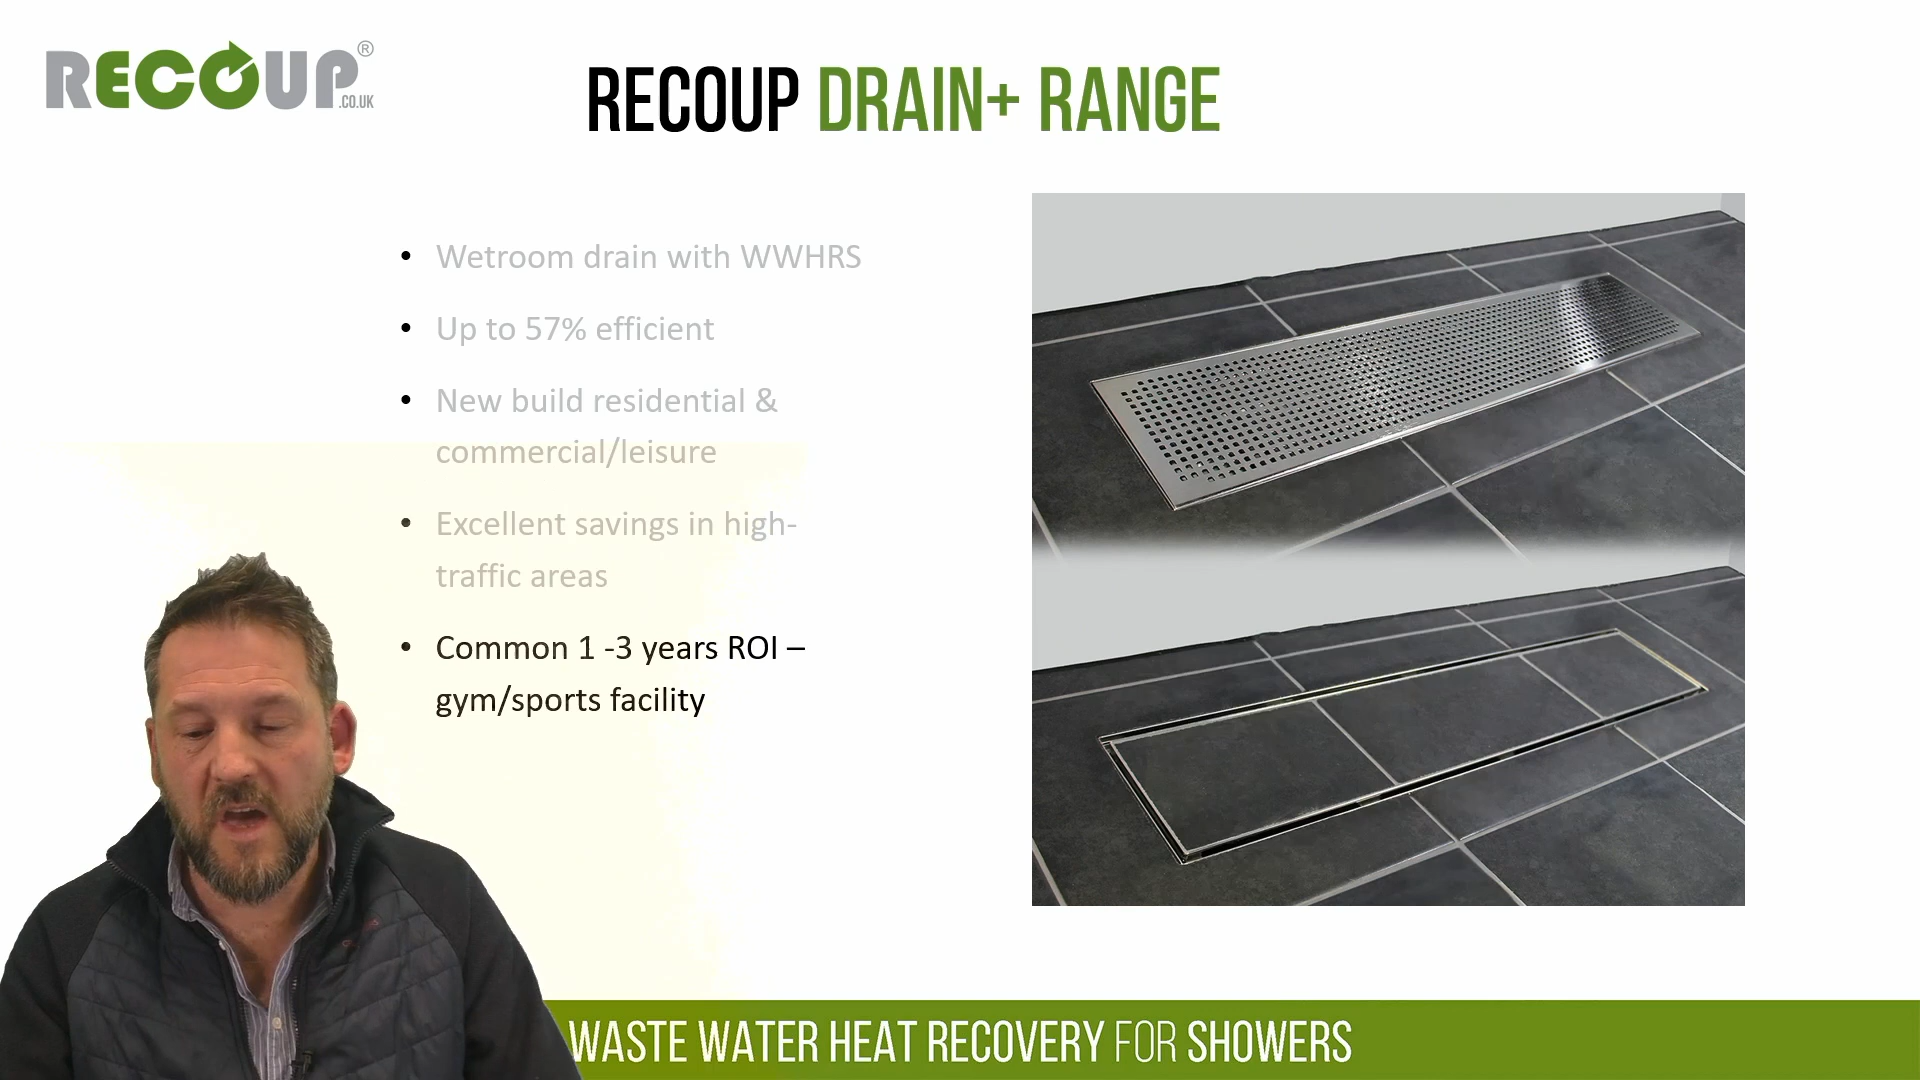 RECOUP®
.CO.UK
RECOUP DRAIN+ RANGE
• Wetroom drain with WWHRS
• Up to 57% efficient
• New build residential &
commercial/leisure
• Excellent savings in high-
traffic areas
• Common 1 -3 years ROI –
gym/sports facility
WASTE WATER HEAT RECOVERY FOR SHOWERS